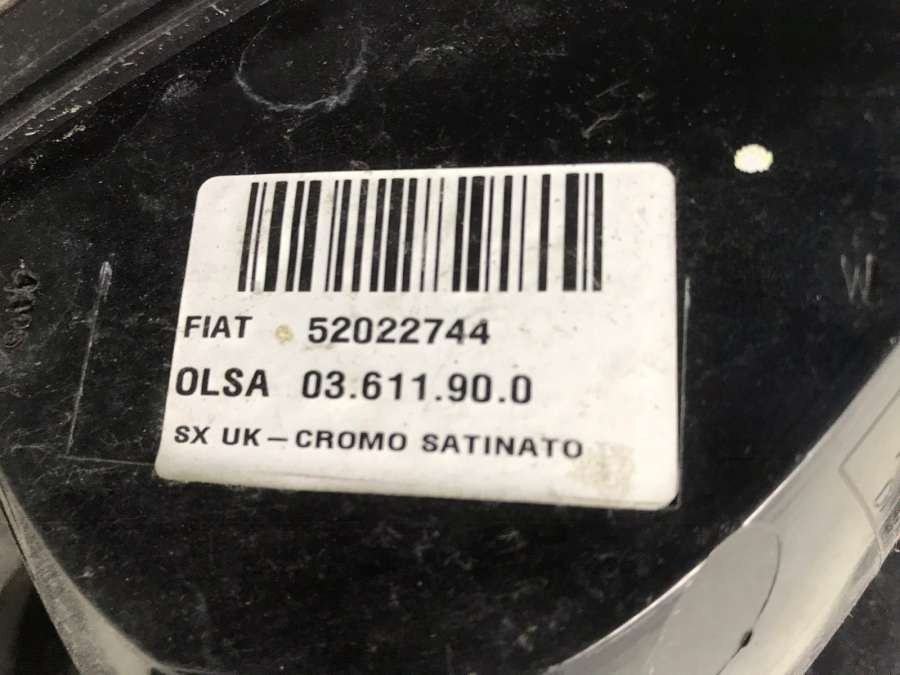 FIAT 52022744
OLSA 03.611.90.0
SX UK – CROMO SATINATO
W